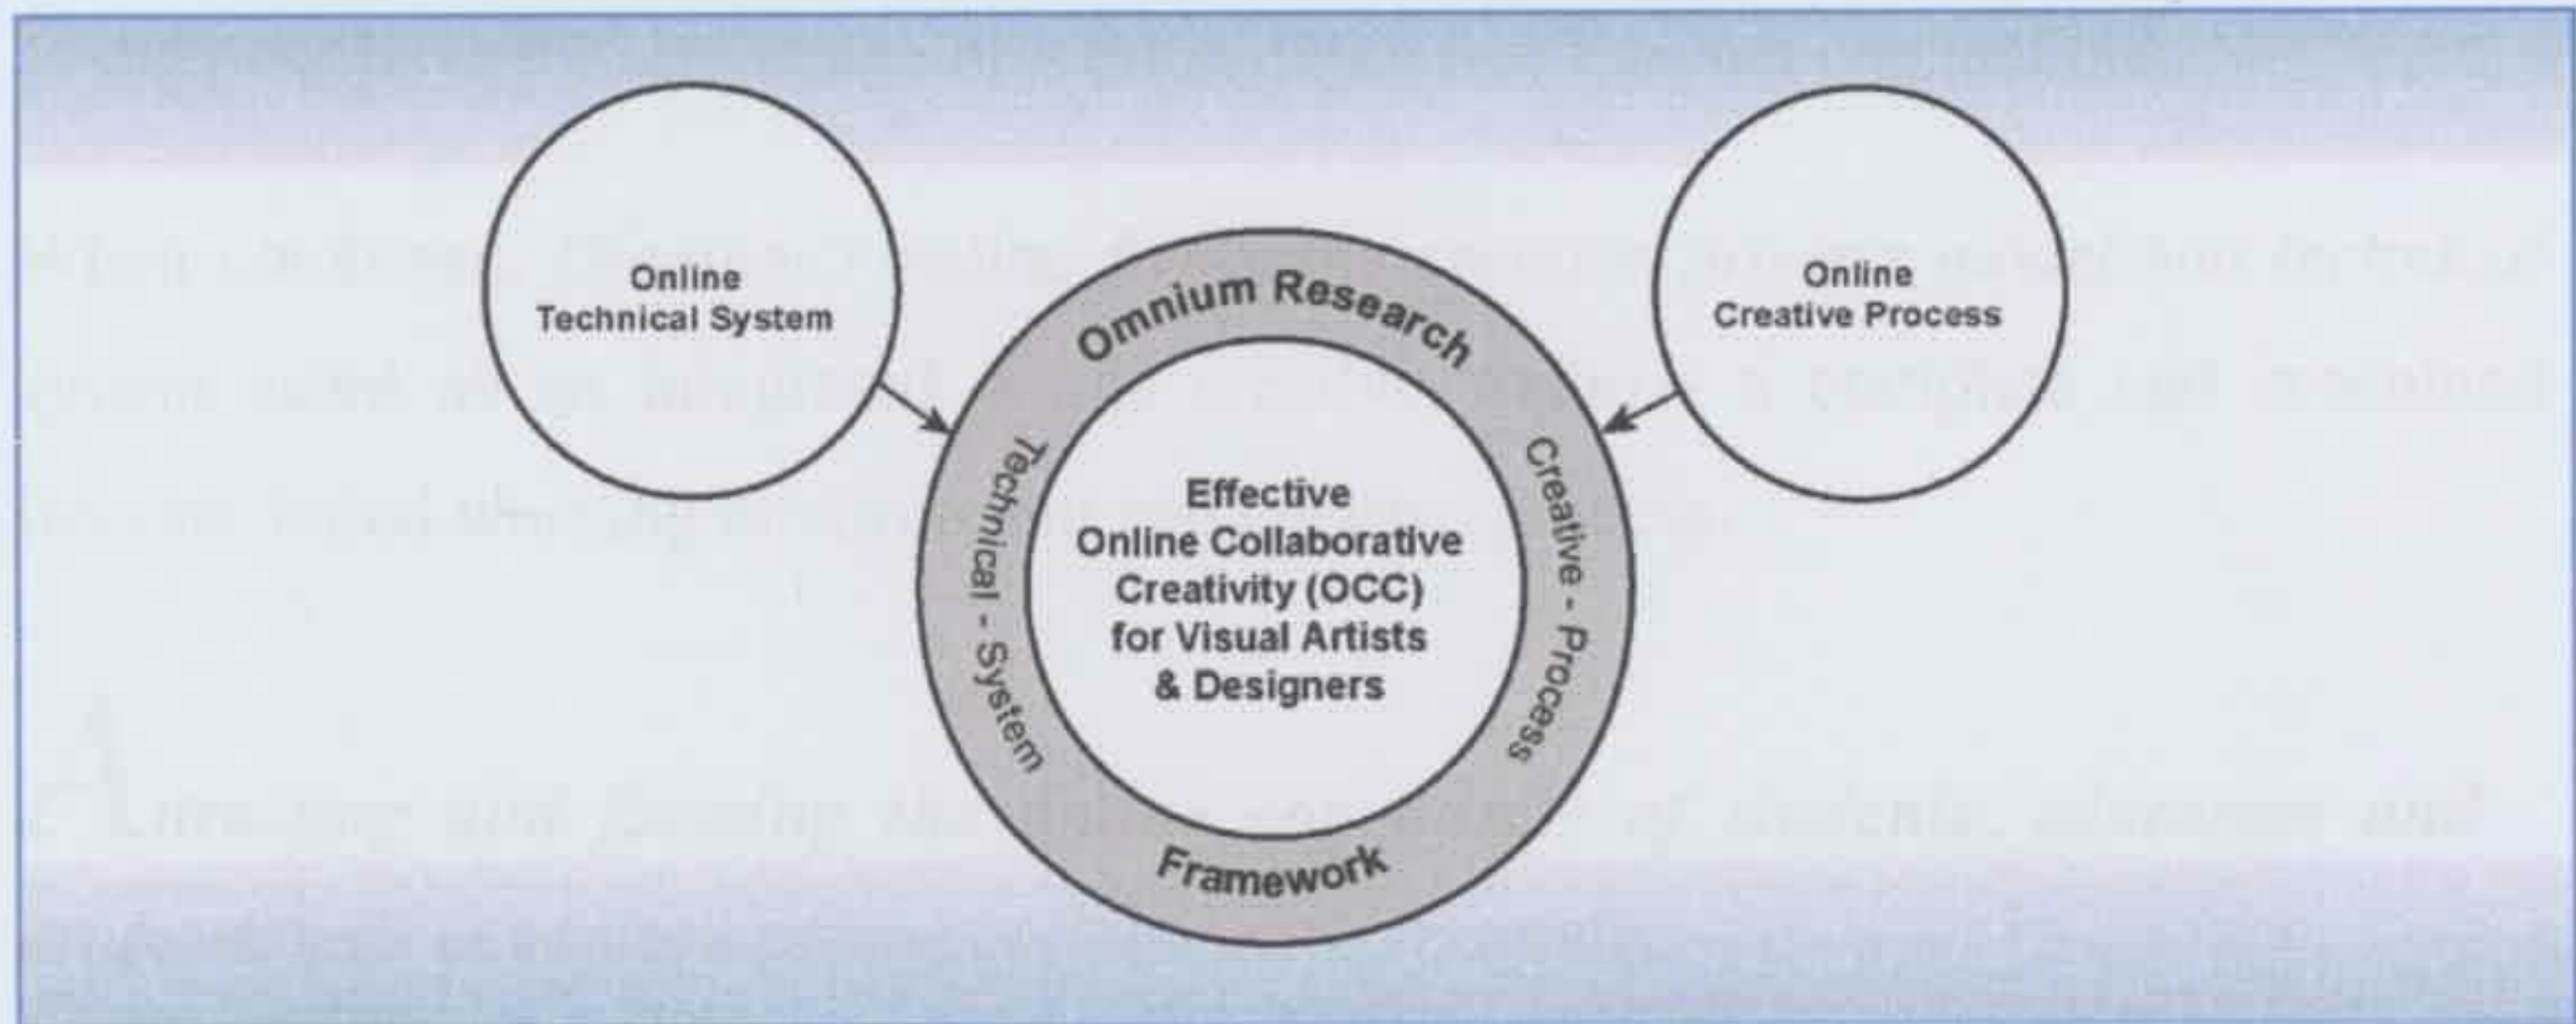 Online
Technical System
Online
Creative Process
Omnium Research
Technical - System
Creative - Process
Framework
Effective
Online Collaborative
Creativity (OCC)
for Visual Artists
& Designers